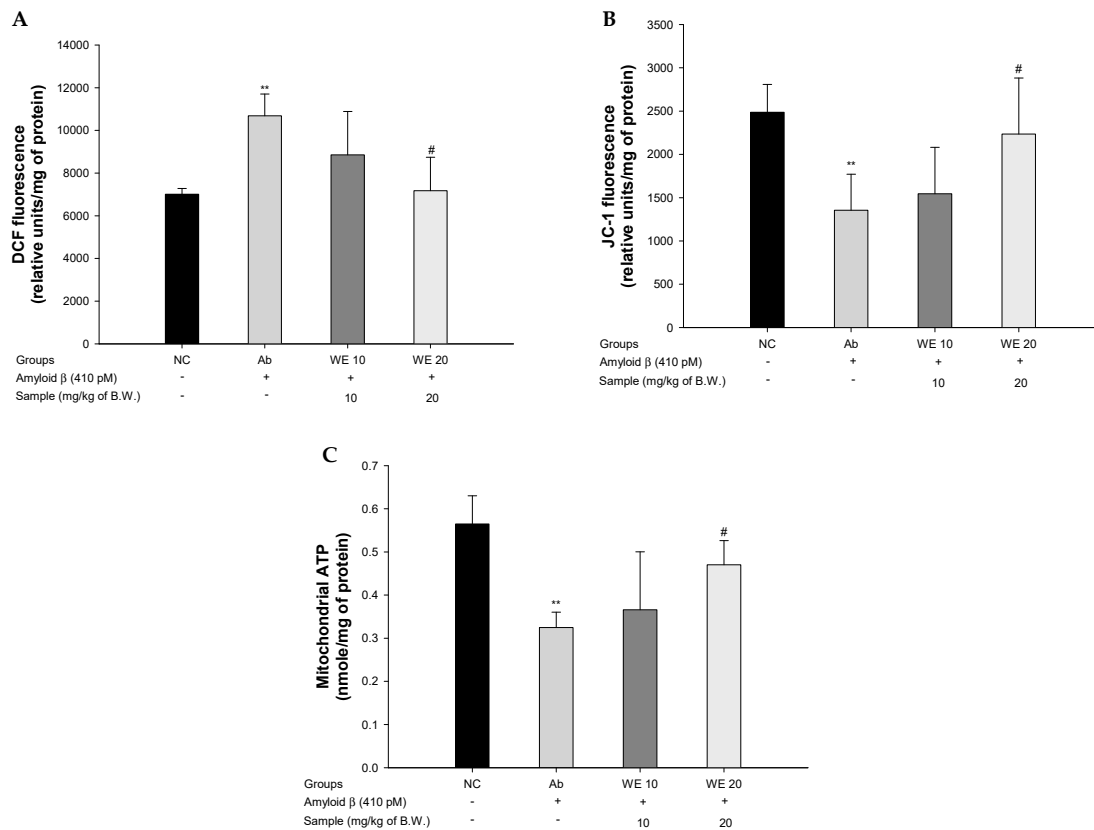 A
DCF fluorescence
(relative units/mg of protein)
14000
12000
10000
8000
6000
4000
2000
0
**
#
Groups NC Ab WE 10 WE 20
Amyloid β (410 pM) - + + +
Sample (mg/kg of B.W.) - - 10 20
B
JC-1 fluorescence
(relative units/mg of protein)
3500
3000
2500
2000
1500
1000
500
0
**
#
Groups NC Ab WE 10 WE 20
Amyloid β (410 pM) - + + +
Sample (mg/kg of B.W.) - - 10 20
C
Mitochondrial ATP
(nmole/mg of protein)
0.7
0.6
0.5
0.4
0.3
0.2
0.1
0.0
**
#
Groups NC Ab WE 10 WE 20
Amyloid β (410 pM) - + + +
Sample (mg/kg of B.W.) - - 10 20